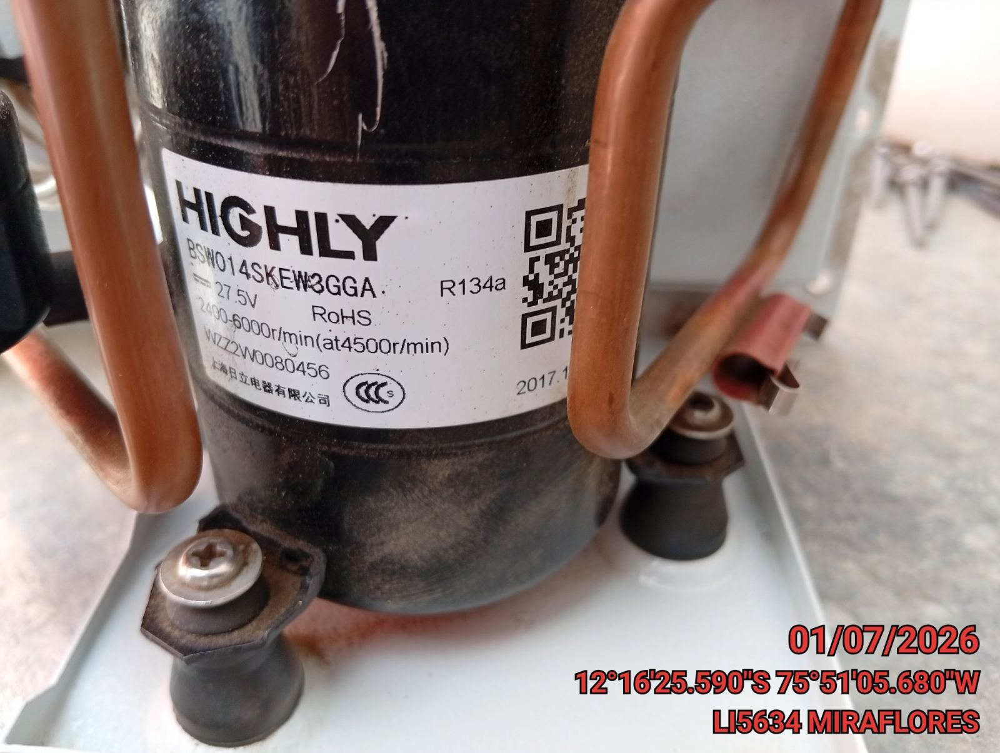 HIGHLY
BSW014SKEW3GGA
R134a
⎓ 27.5V
RoHS
2400-6000r/min(at4500r/min)
WZZ2W0080456
上海日立电器有限公司
CCC S
2017.1
01/07/2026
12°16'25.590"S 75°51'05.680"W
LI5634 MIRAFLORES